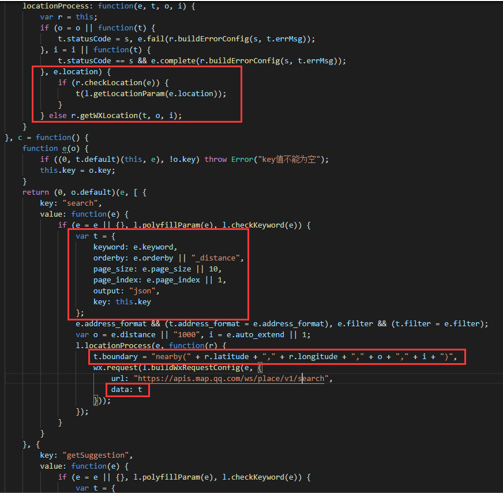 locationProcess: function(e, t, o, i) {
var r = this;
if (o = o || function(t) {
t.statusCode = s, e.fail(r.buildErrorConfig(s, t.errMsg));
}, i = i || function(t) {
t.statusCode == s && e.complete(r.buildErrorConfig(s, t.errMsg));
}, e.location) {
if (r.checkLocation(e)) {
t(l.getLocationParam(e.location));
}
} else r.getWXLocation(t, o, i);
}
}, c = function() {
function e(o) {
if ((0, t.default)(this, e), !o.key) throw Error("key值不能为空");
this.key = o.key;
}
return (0, o.default)(e, [ {
key: "search",
value: function(e) {
if (e = e || {}, l.polyfillParam(e), l.checkKeyword(e)) {
var t = {
keyword: e.keyword,
orderby: e.orderby || "_distance",
page_size: e.page_size || 10,
page_index: e.page_index || 1,
output: "json",
key: this.key
};
e.address_format && (t.address_format = e.address_format), e.filter && (t.filter = e.filter);
var o = e.distance || "1000", i = e.auto_extend || 1;
l.locationProcess(e, function(r) {
t.boundary = "nearby(" + r.latitude + "," + r.longitude + "," + o + "," + i + ")",
wx.request(l.buildWxRequestConfig(e, {
url: "https://apis.map.qq.com/ws/place/v1/search",
data: t
}));
});
}
}
}, {
key: "getSuggestion",
value: function(e) {
if (e = e || {}, l.polyfillParam(e), l.checkKeyword(e)) {
var t = {